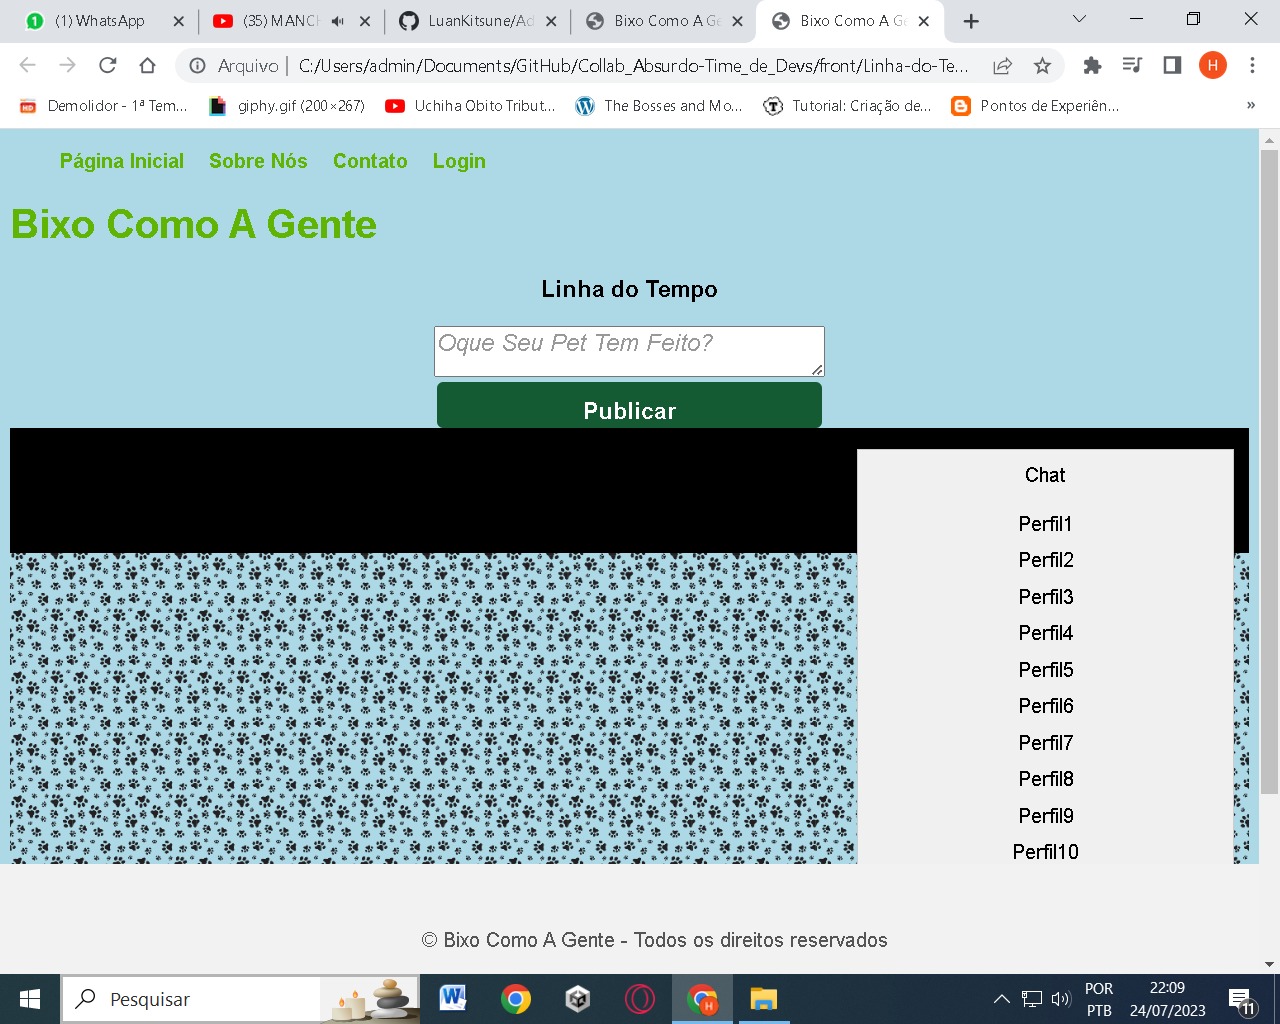 (1) WhatsApp
(35) MANCH
LuanKitsune/Ad
Bixo Como A Ge
Bixo Como A Ge
Arquivo
C:/Users/admin/Documents/GitHub/Collab_Absurdo-Time_de_Devs/front/Linha-do-Te...
H
Demolidor - 1ª Tem...
giphy.gif (200×267)
Uchiha Obito Tribut...
The Bosses and Mo...
Tutorial: Criação de...
Pontos de Experiên...
»
Página Inicial
Sobre Nós
Contato
Login
Bixo Como A Gente
Linha do Tempo
Oque Seu Pet Tem Feito?
Publicar
Chat
Perfil1
Perfil2
Perfil3
Perfil4
Perfil5
Perfil6
Perfil7
Perfil8
Perfil9
Perfil10
© Bixo Como A Gente - Todos os direitos reservados
Pesquisar
POR
PTB
22:09
24/07/2023
11